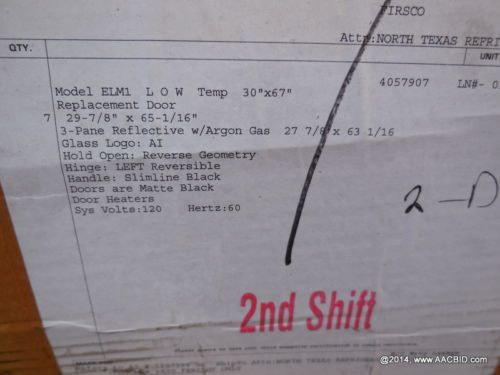 FIRSCO
Attn:NORTH TEXAS REFRI
QTY.
UNIT
Model ELM1 L O W Temp 30"x67" 4057907 LN#- 0
Replacement Door
7 29-7/8" x 65-1/16"
3-Pane Reflective w/Argon Gas 27 7/8 x 63 1/16
Glass Logo: AI
Hold Open: Reverse Geometry
Hinge: LEFT Reversible
Handle: Slimline Black
Doors are Matte Black
Door Heaters
Sys Volts:120 Hertz:60
2-D
2nd Shift
Attn:NORTH TEXAS
@2014, www.AACBID.com